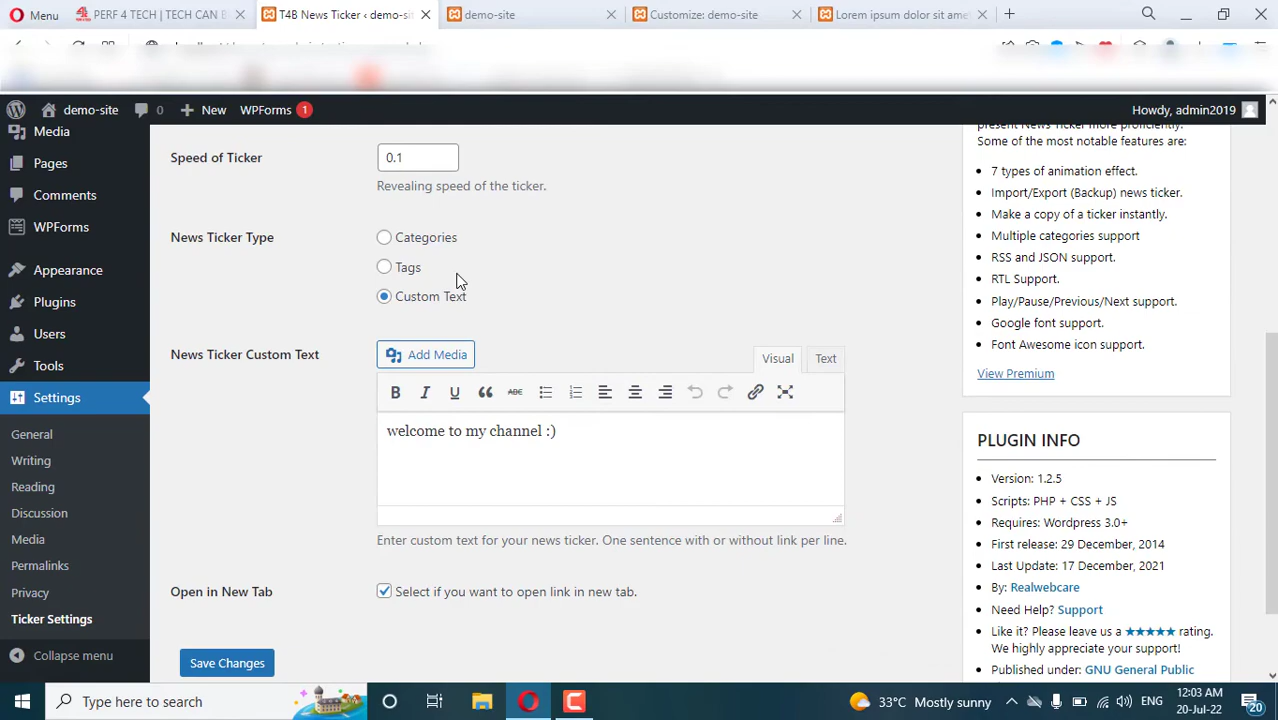 Menu
PERF 4 TECH | TECH CAN B
T4B News Ticker ‹ demo-sit
demo-site
Customize: demo-site
Lorem ipsum dolor sit ame
demo-site
0
New
WPForms
1
Howdy, admin2019
Media
Pages
Comments
WPForms
Appearance
Plugins
Users
Tools
Settings
General
Writing
Reading
Discussion
Media
Permalinks
Privacy
Ticker Settings
Collapse menu
Speed of Ticker
0.1
Revealing speed of the ticker.
News Ticker Type
Categories
Tags
Custom Text
News Ticker Custom Text
Add Media
Visual
Text
B I U ABC
welcome to my channel :)
Enter custom text for your news ticker. One sentence with or without link per line.
Open in New Tab
Select if you want to open link in new tab.
Save Changes
present News Ticker more proficiently.
Some of the most notable features are:
7 types of animation effect.
Import/Export (Backup) news ticker.
Make a copy of a ticker instantly.
Multiple categories support
RSS and JSON support.
RTL Support.
Play/Pause/Previous/Next support.
Google font support.
Font Awesome icon support.
View Premium
PLUGIN INFO
Version: 1.2.5
Scripts: PHP + CSS + JS
Requires: Wordpress 3.0+
First release: 29 December, 2014
Last Update: 17 December, 2021
By: Realwebcare
Need Help? Support
Like it? Please leave us a ★★★★★ rating.
We highly appreciate your support!
Published under: GNU General Public
Type here to search
33°C Mostly sunny
ENG
12:03 AM
20-Jul-22
20